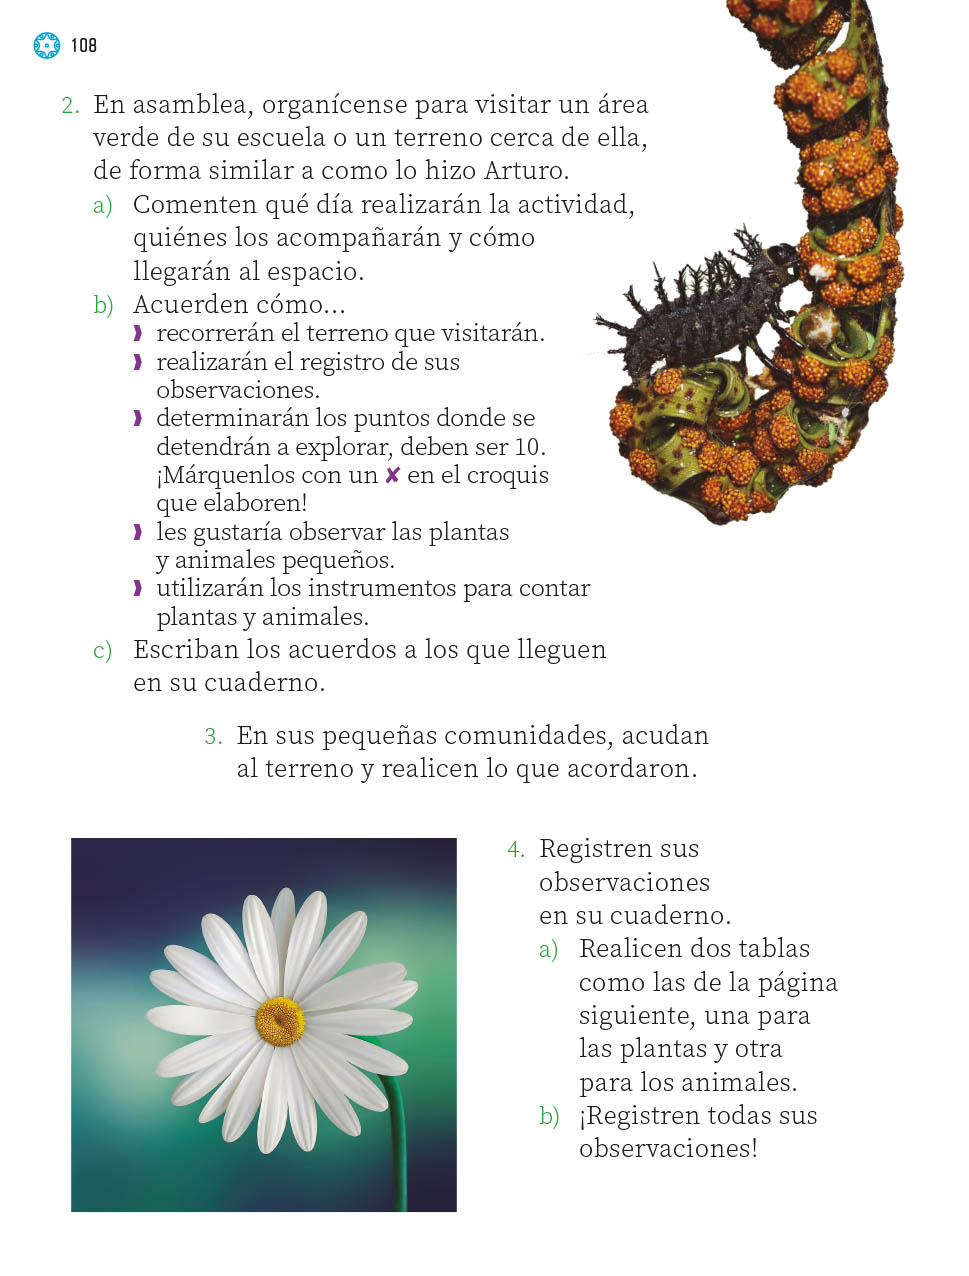 108
2. En asamblea, organícense para visitar un área
verde de su escuela o un terreno cerca de ella,
de forma similar a como lo hizo Arturo.
a) Comenten qué día realizarán la actividad,
quiénes los acompañarán y cómo
llegarán al espacio.
b) Acuerden cómo...
❫ recorrerán el terreno que visitarán.
❫ realizarán el registro de sus
observaciones.
❫ determinarán los puntos donde se
detendrán a explorar, deben ser 10.
¡Márquenlos con un ✘ en el croquis
que elaboren!
❫ les gustaría observar las plantas
y animales pequeños.
❫ utilizarán los instrumentos para contar
plantas y animales.
c) Escriban los acuerdos a los que lleguen
en su cuaderno.
3. En sus pequeñas comunidades, acudan
al terreno y realicen lo que acordaron.
4. Registren sus
observaciones
en su cuaderno.
a) Realicen dos tablas
como las de la página
siguiente, una para
las plantas y otra
para los animales.
b) ¡Registren todas sus
observaciones!